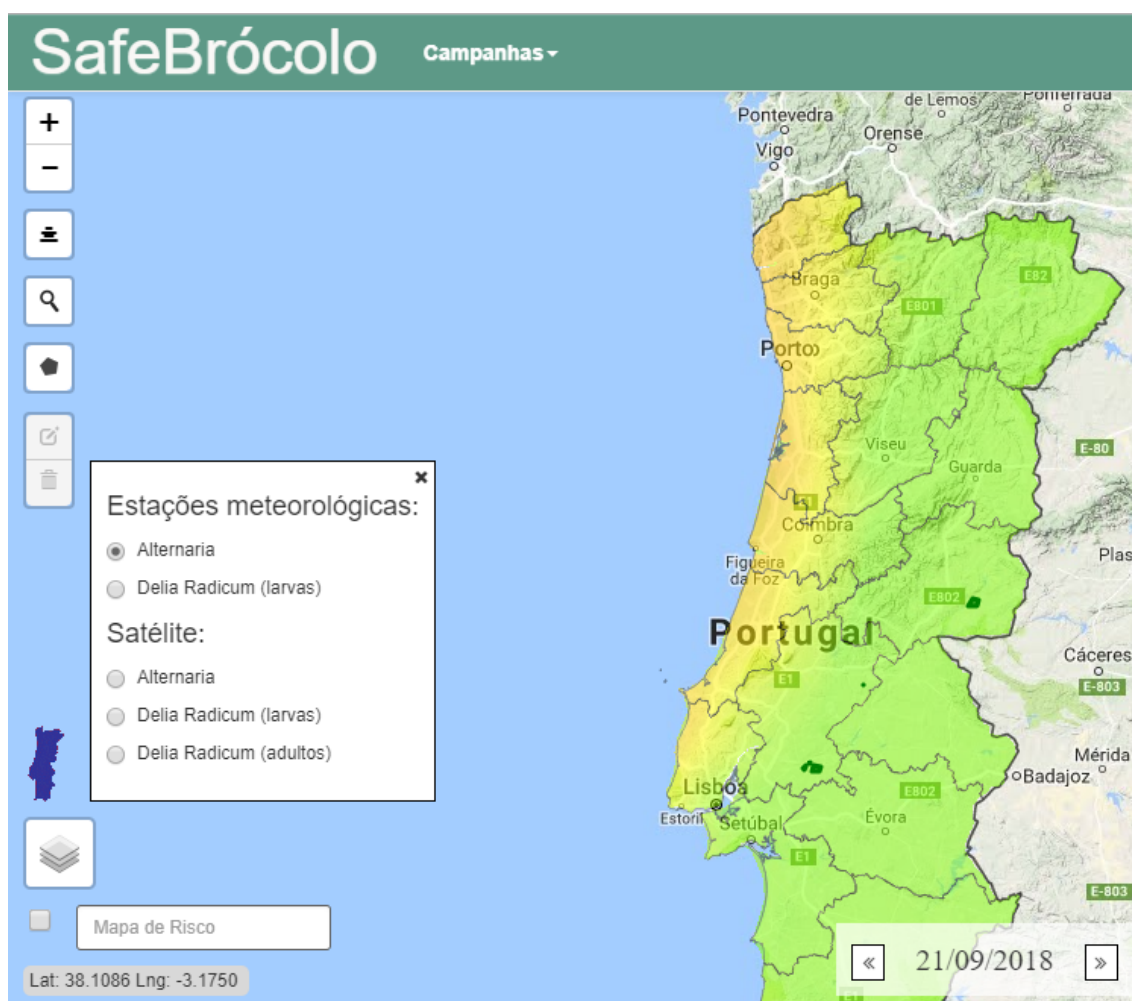 SafeBrócolo
Campanhas
+
−
Estações meteorológicas:
Alternaria
Delia Radicum (larvas)
Satélite:
Alternaria
Delia Radicum (larvas)
Delia Radicum (adultos)
Mapa de Risco
Lat: 38.1086 Lng: -3.1750
de Lemos
Ponferrada
Pontevedra
Orense
Vigo
E82
Braga
E801
Porto
Viseu
E-80
Guarda
E1
Coimbra
Figueira
da Foz
Plas
E802
Portugal
Cáceres
E1
E-803
Mérida
Badajoz
Lisboa
E802
Estoril
Setúbal
Évora
E1
E-803
« 21/09/2018 »
E1